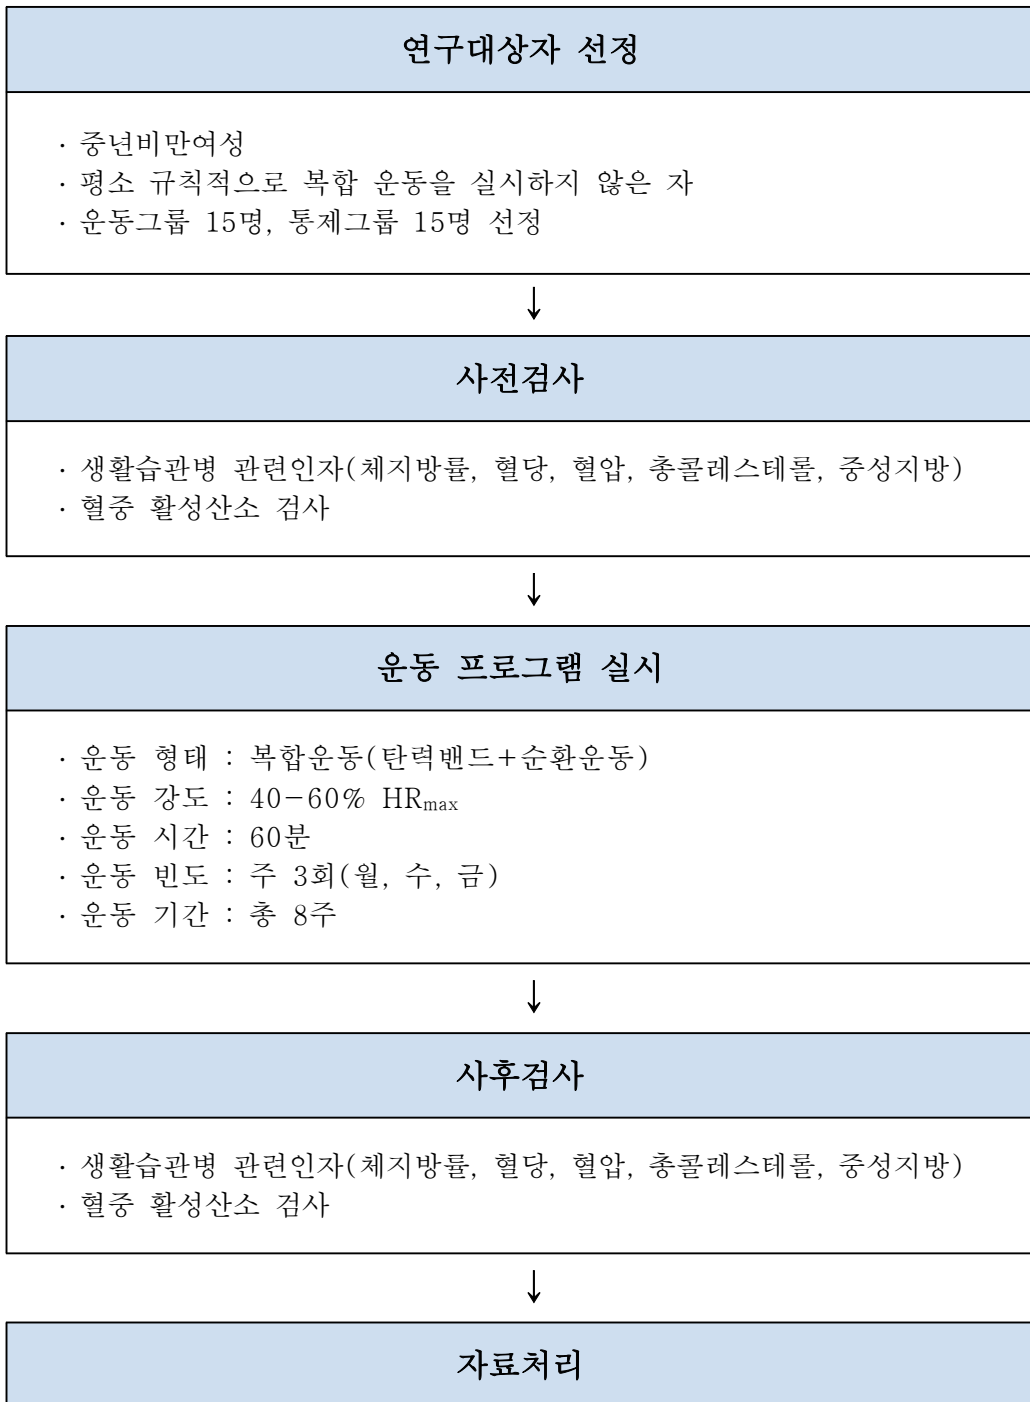 연구대상자 선정
· 중년비만여성
· 평소 규칙적으로 복합 운동을 실시하지 않은 자
· 운동그룹 15명, 통제그룹 15명 선정
↓
사전검사
· 생활습관병 관련인자(체지방률, 혈당, 혈압, 총콜레스테롤, 중성지방)
· 혈중 활성산소 검사
↓
운동 프로그램 실시
· 운동 형태 : 복합운동(탄력밴드+순환운동)
· 운동 강도 : 40-60% HRmax
· 운동 시간 : 60분
· 운동 빈도 : 주 3회(월, 수, 금)
· 운동 기간 : 총 8주
↓
사후검사
· 생활습관병 관련인자(체지방률, 혈당, 혈압, 총콜레스테롤, 중성지방)
· 혈중 활성산소 검사
↓
자료처리